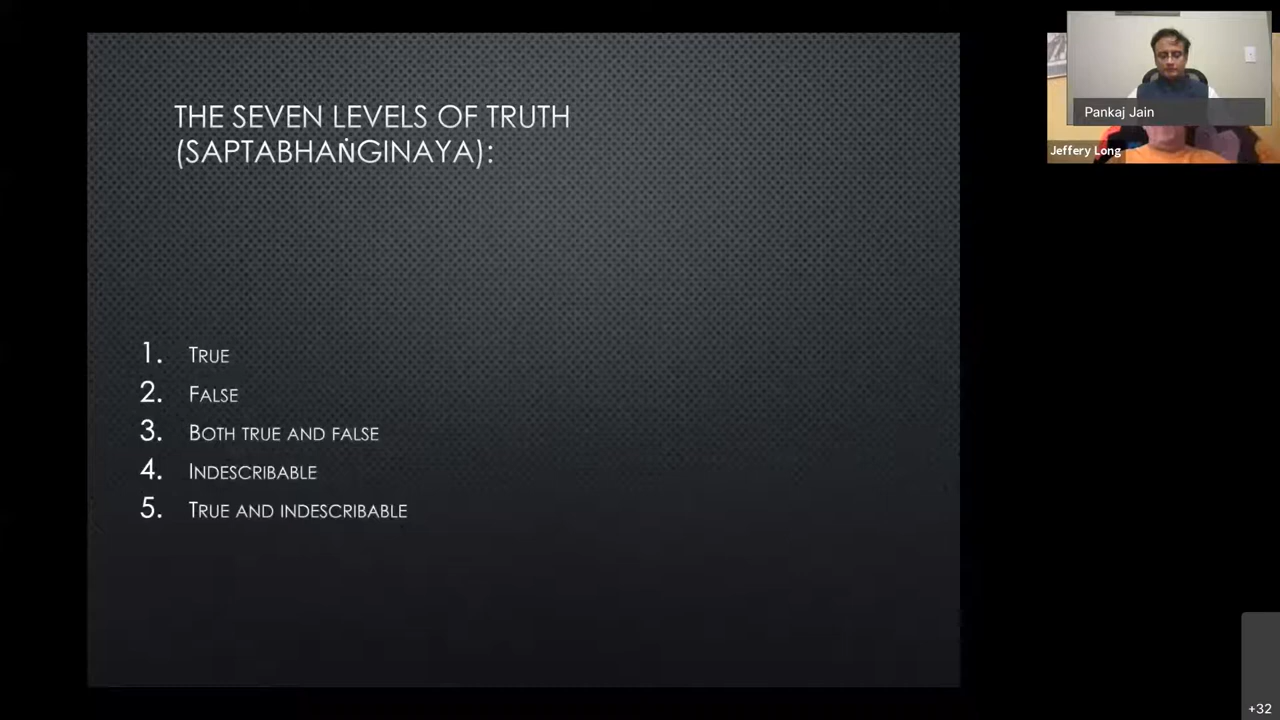 THE SEVEN LEVELS OF TRUTH
(SAPTABHAṄGINAYA):
1. TRUE
2. FALSE
3. BOTH TRUE AND FALSE
4. INDESCRIBABLE
5. TRUE AND INDESCRIBABLE
Pankaj Jain
Jeffery Long
+32